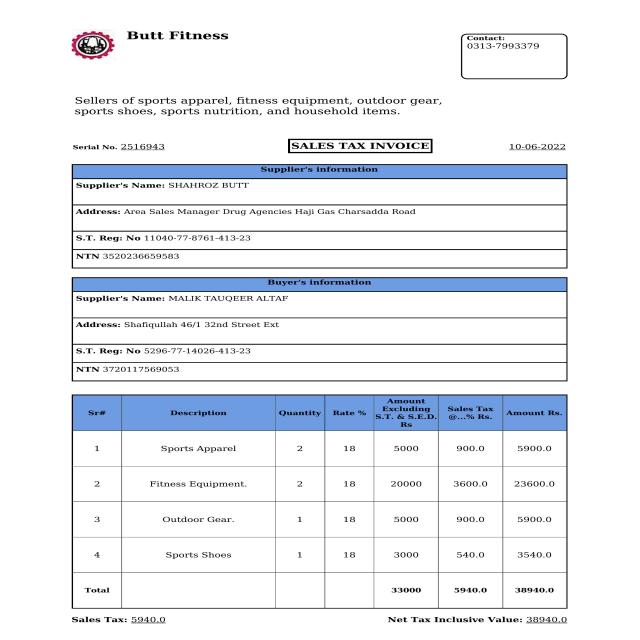 Butt Fitness
Contact:
0313-7993379
Sellers of sports apparel, fitness equipment, outdoor gear,
sports shoes, sports nutrition, and household items.
Serial No. 2516943 SALES TAX INVOICE 10-06-2022
Supplier's information
Supplier's Name: SHAHROZ BUTT
Address: Area Sales Manager Drug Agencies Haji Gas Charsadda Road
S.T. Reg: No 11040-77-8761-413-23
NTN 3520236659583
Buyer's information
Supplier's Name: MALIK TAUQEER ALTAF
Address: Shafiqullah 46/1 32nd Street Ext
S.T. Reg: No 5296-77-14026-413-23
NTN 3720117569053
Sr# Description Quantity Rate % Amount Excluding S.T. & S.E.D. Rs Sales Tax @...% Rs. Amount Rs.
1 Sports Apparel 2 18 5000 900.0 5900.0
2 Fitness Equipment. 2 18 20000 3600.0 23600.0
3 Outdoor Gear. 1 18 5000 900.0 5900.0
4 Sports Shoes 1 18 3000 540.0 3540.0
Total 33000 5940.0 38940.0
Sales Tax: 5940.0 Net Tax Inclusive Value: 38940.0